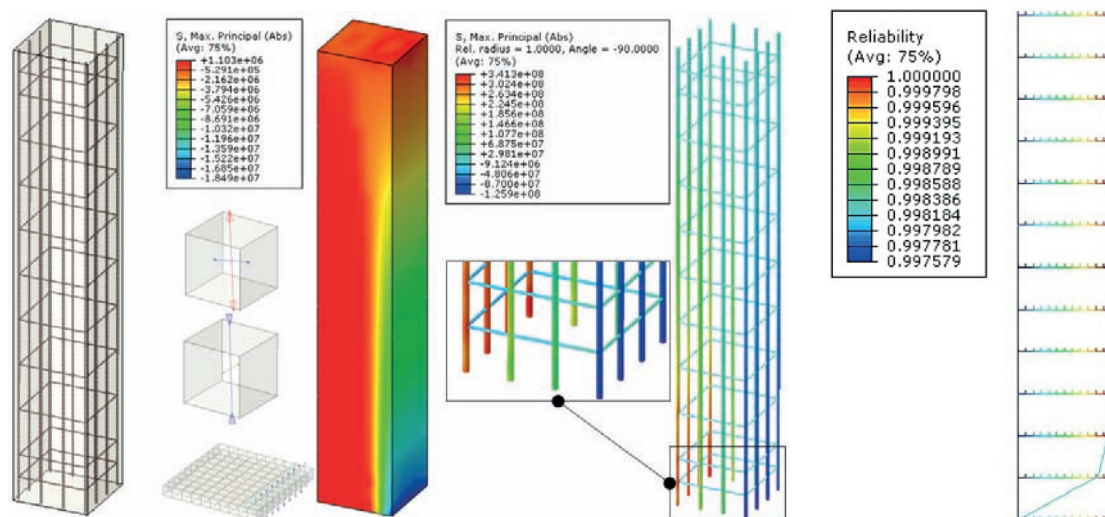 S, Max. Principal (Abs)
(Avg: 75%)
+1.103e+06
-5.291e+05
-2.162e+06
-3.794e+06
-5.426e+06
-7.059e+06
-8.691e+06
-1.032e+07
-1.196e+07
-1.359e+07
-1.522e+07
-1.685e+07
-1.849e+07
S, Max. Principal (Abs)
Rel. radius = 1.0000, Angle = -90.0000
(Avg: 75%)
+3.413e+08
+3.024e+08
+2.634e+08
+2.245e+08
+1.856e+08
+1.466e+08
+1.077e+08
+6.875e+07
+2.981e+07
-9.124e+06
-4.806e+07
-8.700e+07
-1.259e+08
Reliability
(Avg: 75%)
1.000000
0.999798
0.999596
0.999395
0.999193
0.998991
0.998789
0.998588
0.998386
0.998184
0.997982
0.997781
0.997579